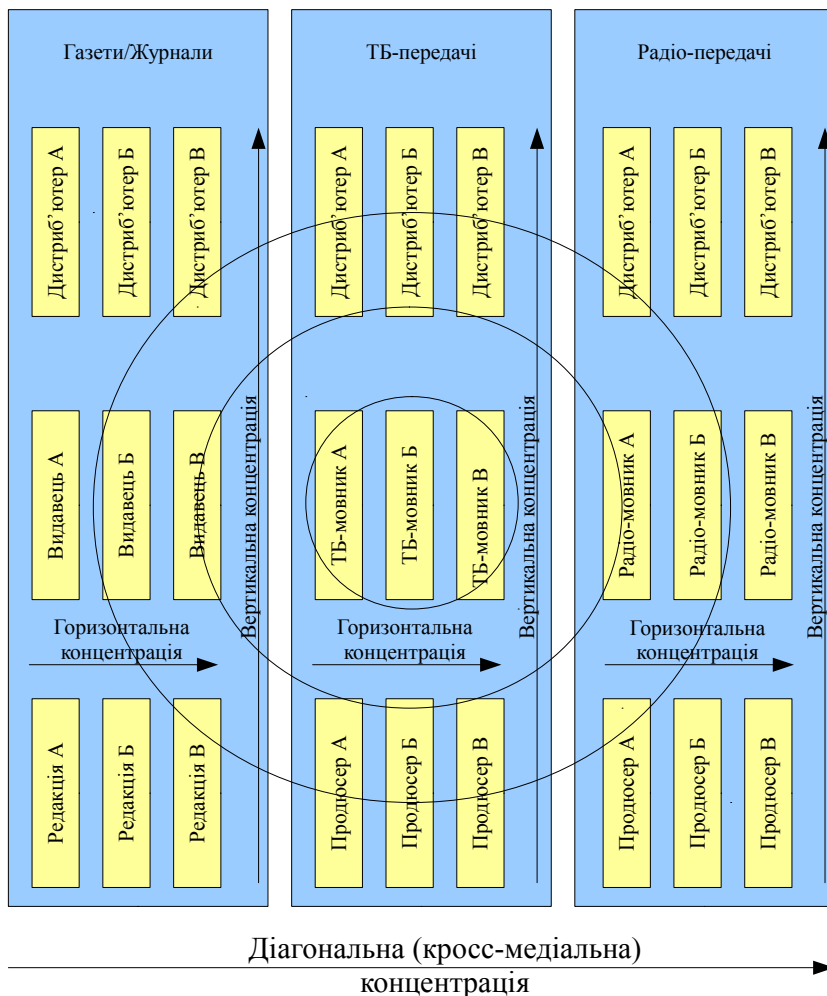 Газети/Журнали
Дистриб'ютер А
Дистриб'ютер Б
Дистриб'ютер В
Видавець А
Видавець Б
Видавець В
Вертикальна концентрація
Горизонтальна
концентрація
Редакція А
Редакція Б
Редакція В
ТБ-передачі
Дистриб'ютер А
Дистриб'ютер Б
Дистриб'ютер В
ТБ-мовник А
ТБ-мовник Б
ТБ-мовник В
Вертикальна концентрація
Горизонтальна
концентрація
Продюсер А
Продюсер Б
Продюсер В
Радіо-передачі
Дистриб'ютер А
Дистриб'ютер Б
Дистриб'ютер В
Радіо-мовник А
Радіо-мовник Б
Радіо-мовник В
Вертикальна концентрація
Горизонтальна
концентрація
Продюсер А
Продюсер Б
Продюсер В
Діагональна (кросс-медіальна)
концентрація